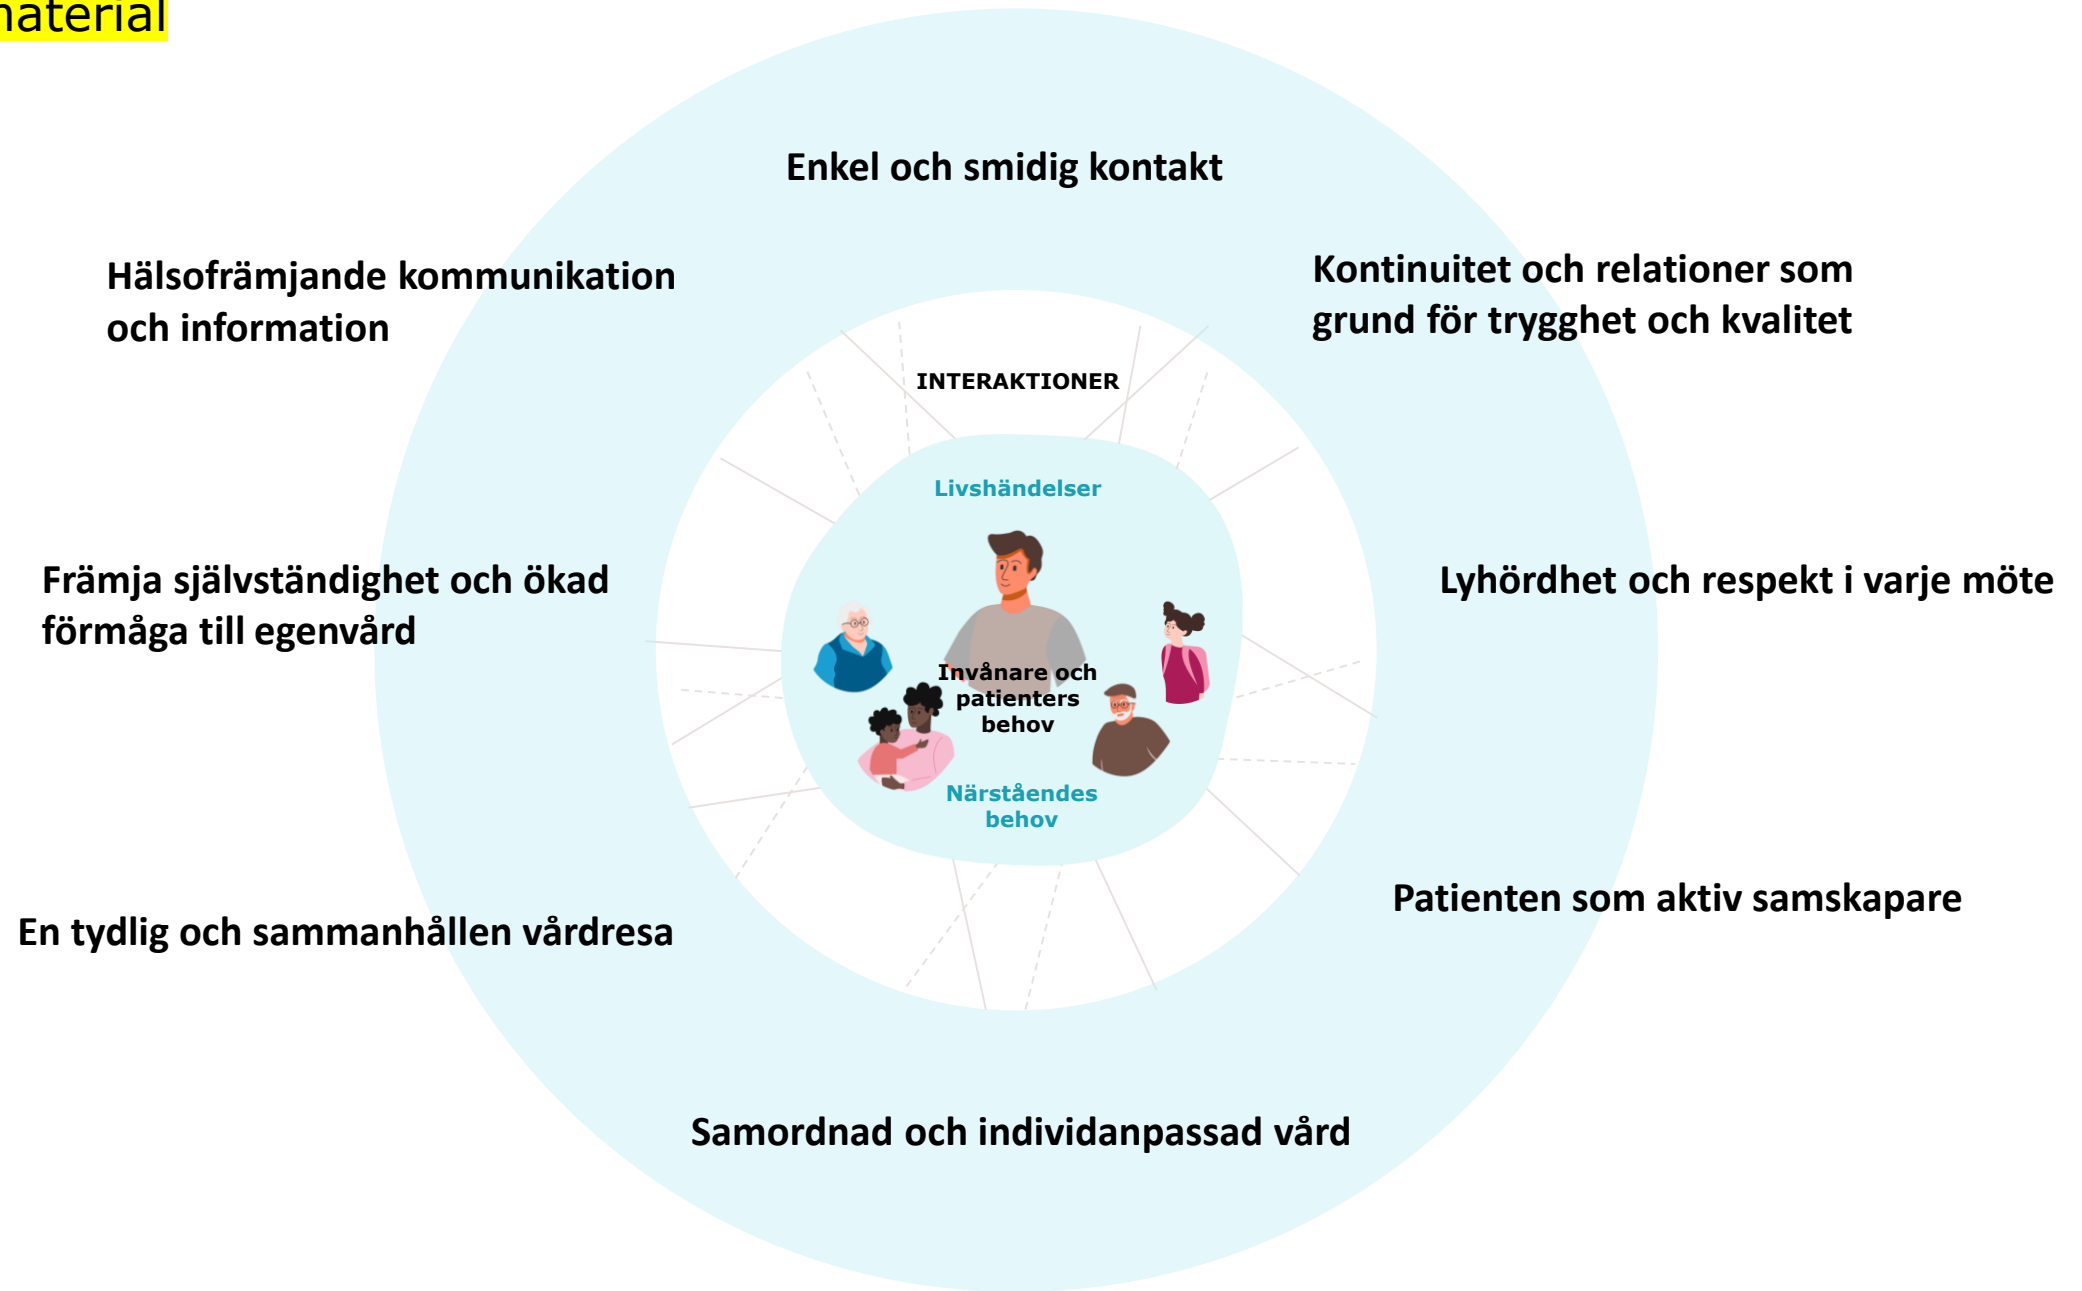 material
Enkel och smidig kontakt
Hälsofrämjande kommunikation
och information
Kontinuitet och relationer som
grund för trygghet och kvalitet
INTERAKTIONER
Livshändelser
Främja självständighet och ökad
förmåga till egenvård
Lyhördhet och respekt i varje möte
Invånare och
patienters
behov
Närståendes
behov
Patienten som aktiv samskapare
En tydlig och sammanhållen vårdresa
Samordnad och individanpassad vård